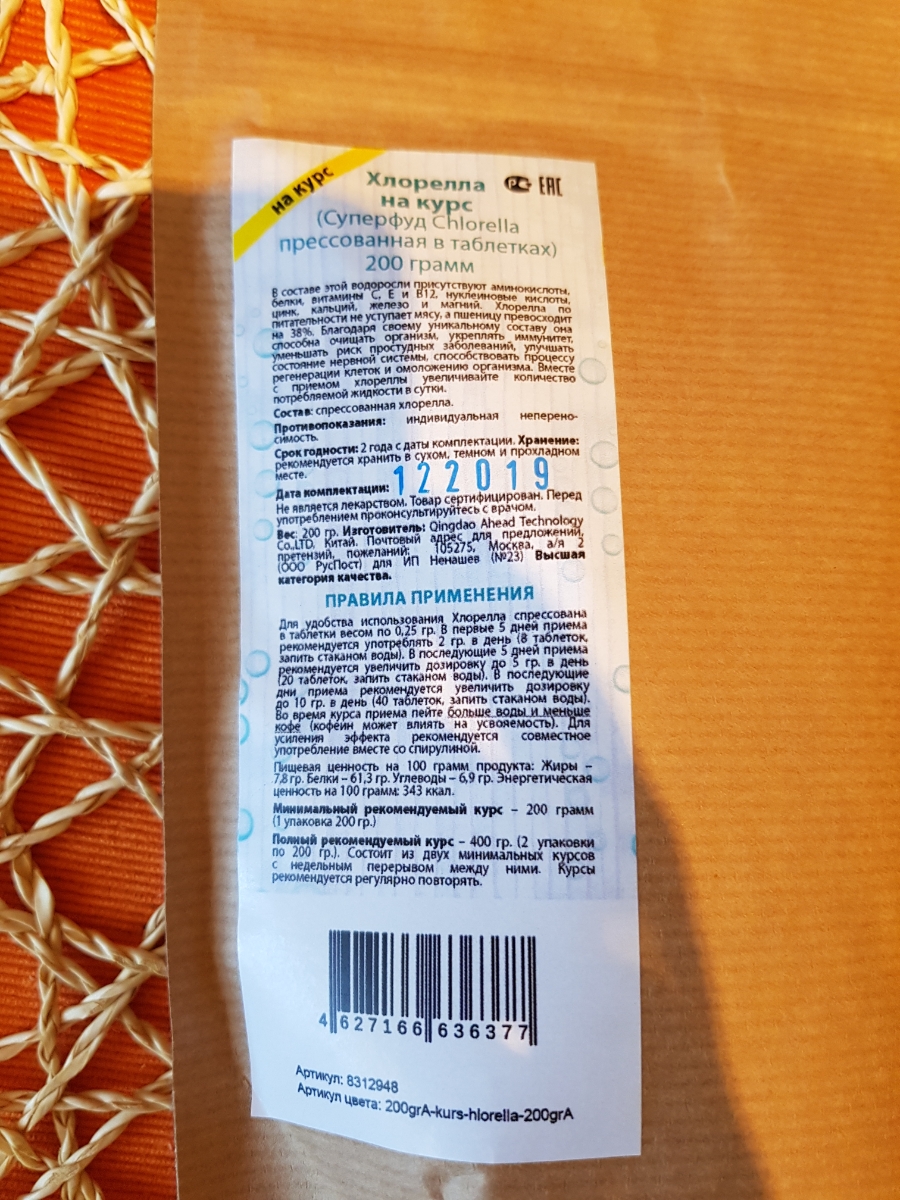 на курс
Хлорелла
на курс
РС ЕАС
(Суперфуд Chlorella
прессованная в таблетках)
200 грамм
В составе этой водоросли присутствуют аминокислоты,
белки, витамины С, Е и В12, нуклеиновые кислоты,
цинк, кальций, железо и магний. Хлорелла по
питательности не уступает мясу, а пшеницу превосходит
на 38%. Благодаря своему уникальному составу она
способна очищать организм, укреплять иммунитет,
уменьшать риск простудных заболеваний, улучшать
состояние нервной системы, способствовать процессу
регенерации клеток и омоложению организма. Вместе
с приемом хлореллы увеличивайте количество
потребляемой жидкости в сутки.
Состав: спрессованная хлорелла.
Противопоказания: индивидуальная неперено-
симость.
Срок годности: 2 года с даты комплектации. Хранение:
рекомендуется хранить в сухом, темном и прохладном
месте.
Дата комплектации: 122019
Не является лекарством. Товар сертифицирован. Перед
употреблением проконсультируйтесь с врачом.
Вес: 200 гр. Изготовитель: Qingdao Ahead Technology
Co.,LTD, Китай. Почтовый адрес для предложений,
претензий, пожеланий: 105275, Москва, а/я 2
(ООО РусПост) для ИП Ненашев (№23) Высшая
категория качества.
ПРАВИЛА ПРИМЕНЕНИЯ
Для удобства использования Хлорелла спрессована
в таблетки весом по 0,25 гр. В первые 5 дней приема
рекомендуется употреблять 2 гр. в день (8 таблеток,
запить стаканом воды). В последующие 5 дней приема
рекомендуется увеличить дозировку до 5 гр. в день
(20 таблеток, запить стаканом воды). В последующие
дни приема рекомендуется увеличить дозировку
до 10 гр. в день (40 таблеток, запить стаканом воды).
Во время курса приема пейте больше воды и меньше
кофе (кофеин может влиять на усвояемость). Для
усиления эффекта рекомендуется совместное
употребление вместе со спирулиной.
Пищевая ценность на 100 грамм продукта: Жиры –
7,8 гр. Белки – 61,3 гр. Углеводы – 6,9 гр. Энергетическая
ценность на 100 грамм: 343 ккал.
Минимальный рекомендуемый курс – 200 грамм
(1 упаковка 200 гр.)
Полный рекомендуемый курс – 400 гр. (2 упаковки
по 200 гр.). Состоит из двух минимальных курсов
с недельным перерывом между ними. Курсы
рекомендуется регулярно повторять.
4 627166 636377
Артикул: 8312948
Артикул цвета: 200grA-kurs-hlorella-200grA